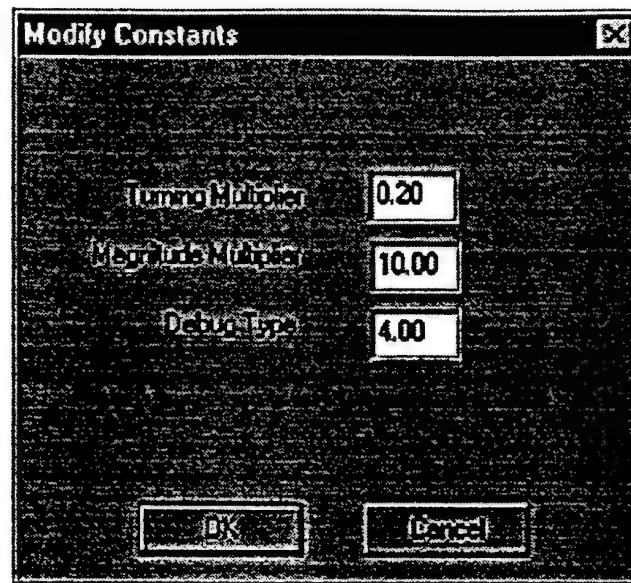 Modify Constants
Turning Multiplier 0.20
Magnitude Multiplier 10.00
Debug Type 4.00
OK Cancel